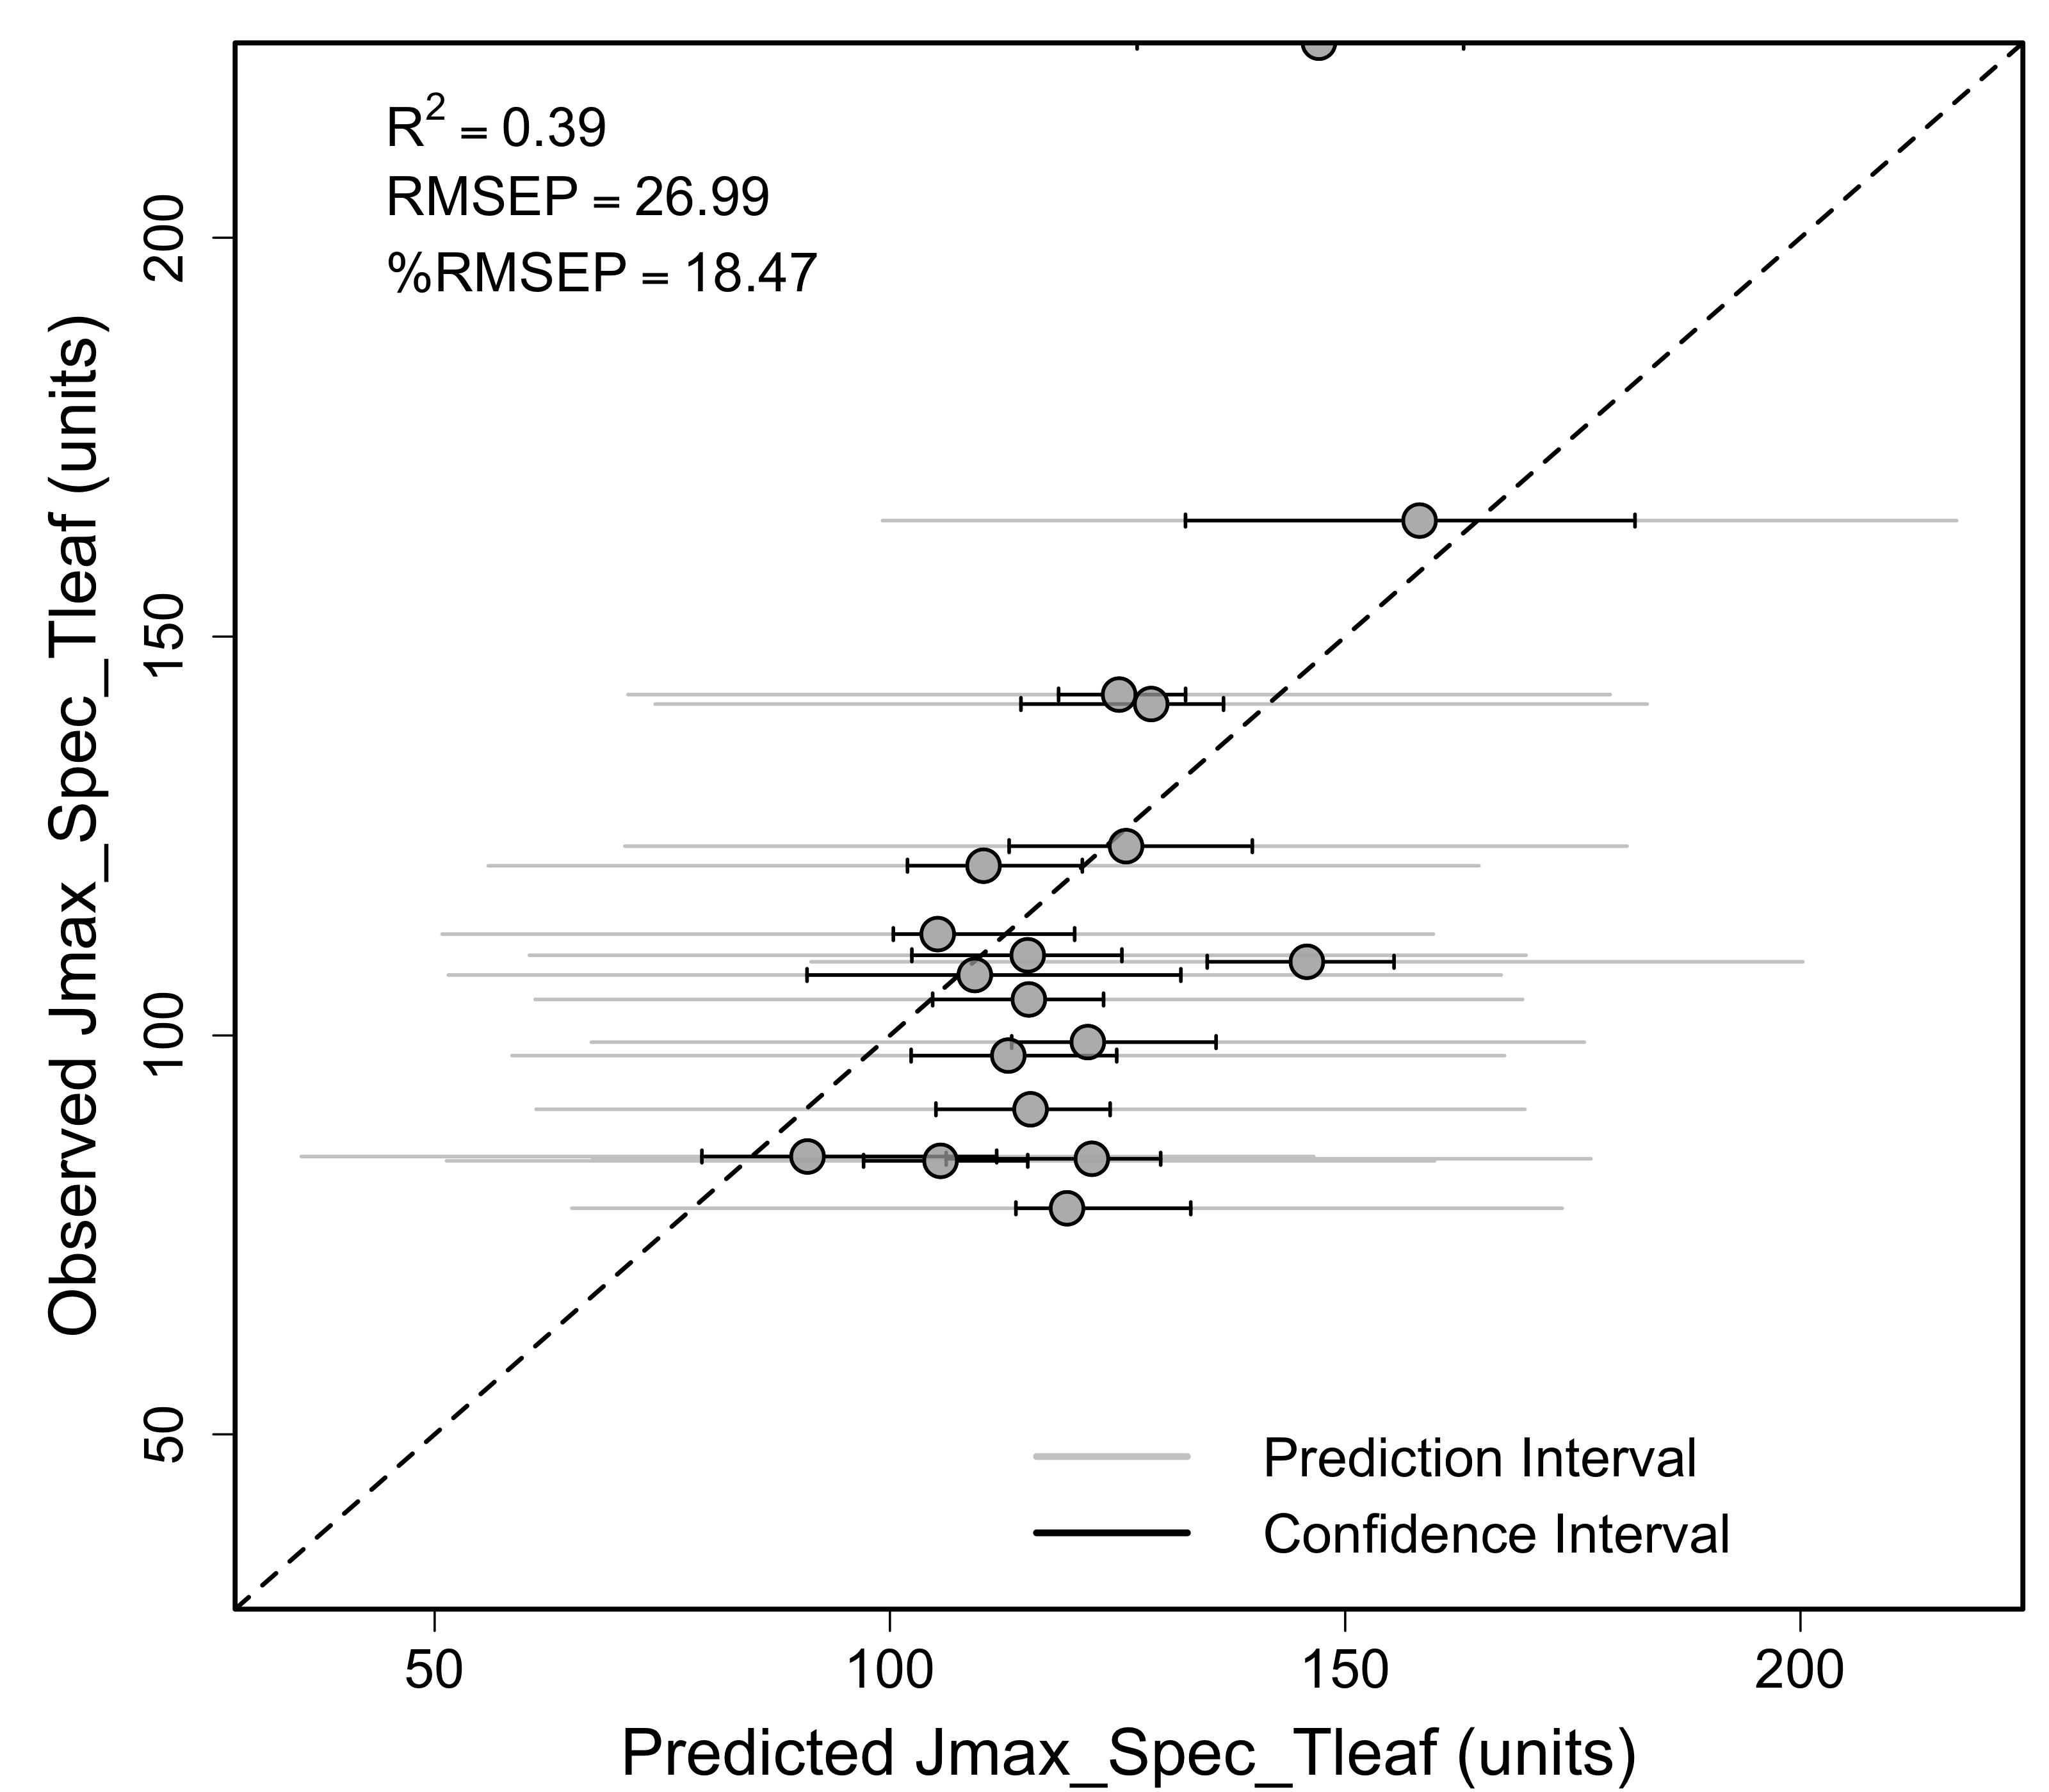 R2 = 0.39
RMSEP = 26.99
%RMSEP = 18.47
Observed Jmax_Spec_Tleaf (units)
200
150
100
50
Prediction Interval
Confidence Interval
50 100 150 200
Predicted Jmax_Spec_Tleaf (units)